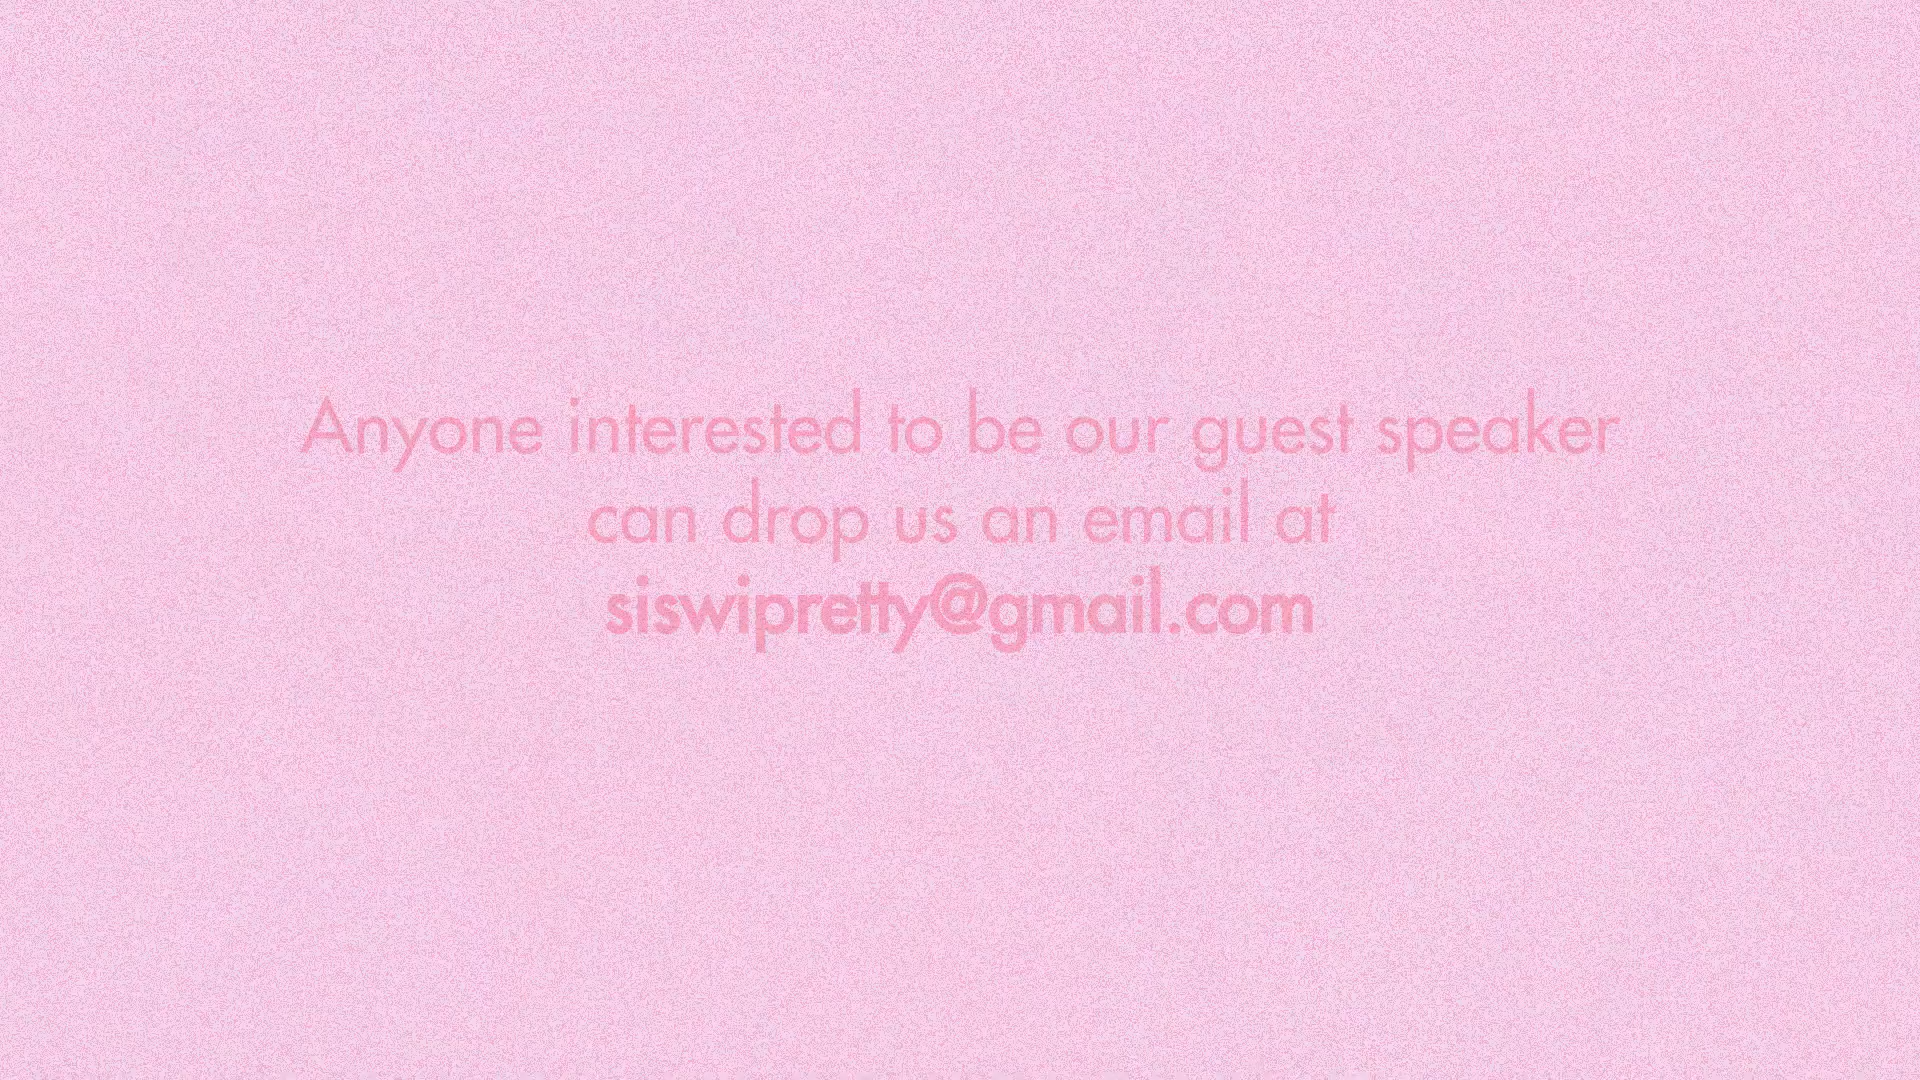 Anyone interested to be our guest speaker
can drop us an email at
siswipretty@gmail.com